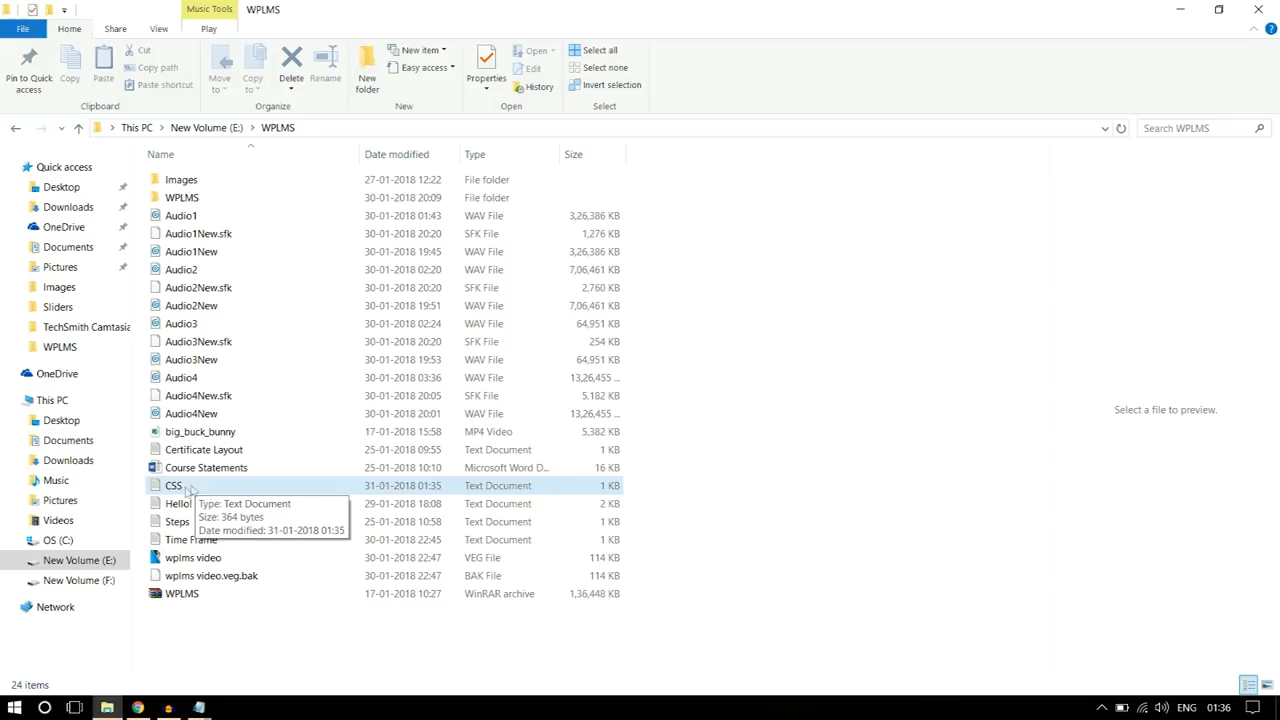 Music Tools WPLMS
File Home Share View Play
Pin to Quick access
Copy
Paste
Cut
Copy path
Paste shortcut
Clipboard
Move to
Copy to
Delete
Rename
Organize
New folder
New item
Easy access
New
Properties
Open
Edit
History
Open
Select all
Select none
Invert selection
Select
This PC New Volume (E:) WPLMS
Search WPLMS
Quick access
Desktop
Downloads
OneDrive
Documents
Pictures
Images
Sliders
TechSmith Camtasia
WPLMS
OneDrive
This PC
Desktop
Documents
Downloads
Music
Pictures
Videos
OS (C:)
New Volume (E:)
New Volume (F:)
Network
Name Date modified Type Size
Images 27-01-2018 12:22 File folder
WPLMS 30-01-2018 20:09 File folder
Audio1 30-01-2018 01:43 WAV File 3,26,386 KB
Audio1New.sfk 30-01-2018 20:20 SFK File 1,276 KB
Audio1New 30-01-2018 19:45 WAV File 3,26,386 KB
Audio2 30-01-2018 02:20 WAV File 7,06,461 KB
Audio2New.sfk 30-01-2018 20:20 SFK File 2,760 KB
Audio2New 30-01-2018 19:51 WAV File 7,06,461 KB
Audio3 30-01-2018 02:24 WAV File 64,951 KB
Audio3New.sfk 30-01-2018 20:20 SFK File 254 KB
Audio3New 30-01-2018 19:53 WAV File 64,951 KB
Audio4 30-01-2018 03:36 WAV File 13,26,455 ...
Audio4New.sfk 30-01-2018 20:05 SFK File 5,182 KB
Audio4New 30-01-2018 20:01 WAV File 13,26,455 ...
big_buck_bunny 17-01-2018 15:58 MP4 Video 5,382 KB
Certificate Layout 25-01-2018 09:55 Text Document 1 KB
Course Statements 25-01-2018 10:10 Microsoft Word D... 16 KB
CSS 31-01-2018 01:35 Text Document 1 KB
Hello! 29-01-2018 18:08 Text Document 2 KB
Steps 25-01-2018 10:58 Text Document 1 KB
Time Frame 30-01-2018 22:45 Text Document 1 KB
wplms video 30-01-2018 22:47 VEG File 114 KB
wplms video.veg.bak 30-01-2018 22:47 BAK File 114 KB
WPLMS 17-01-2018 10:27 WinRAR archive 1,36,448 KB
Type: Text Document
Size: 364 bytes
Date modified: 31-01-2018 01:35
Select a file to preview.
24 items
ENG 01:36